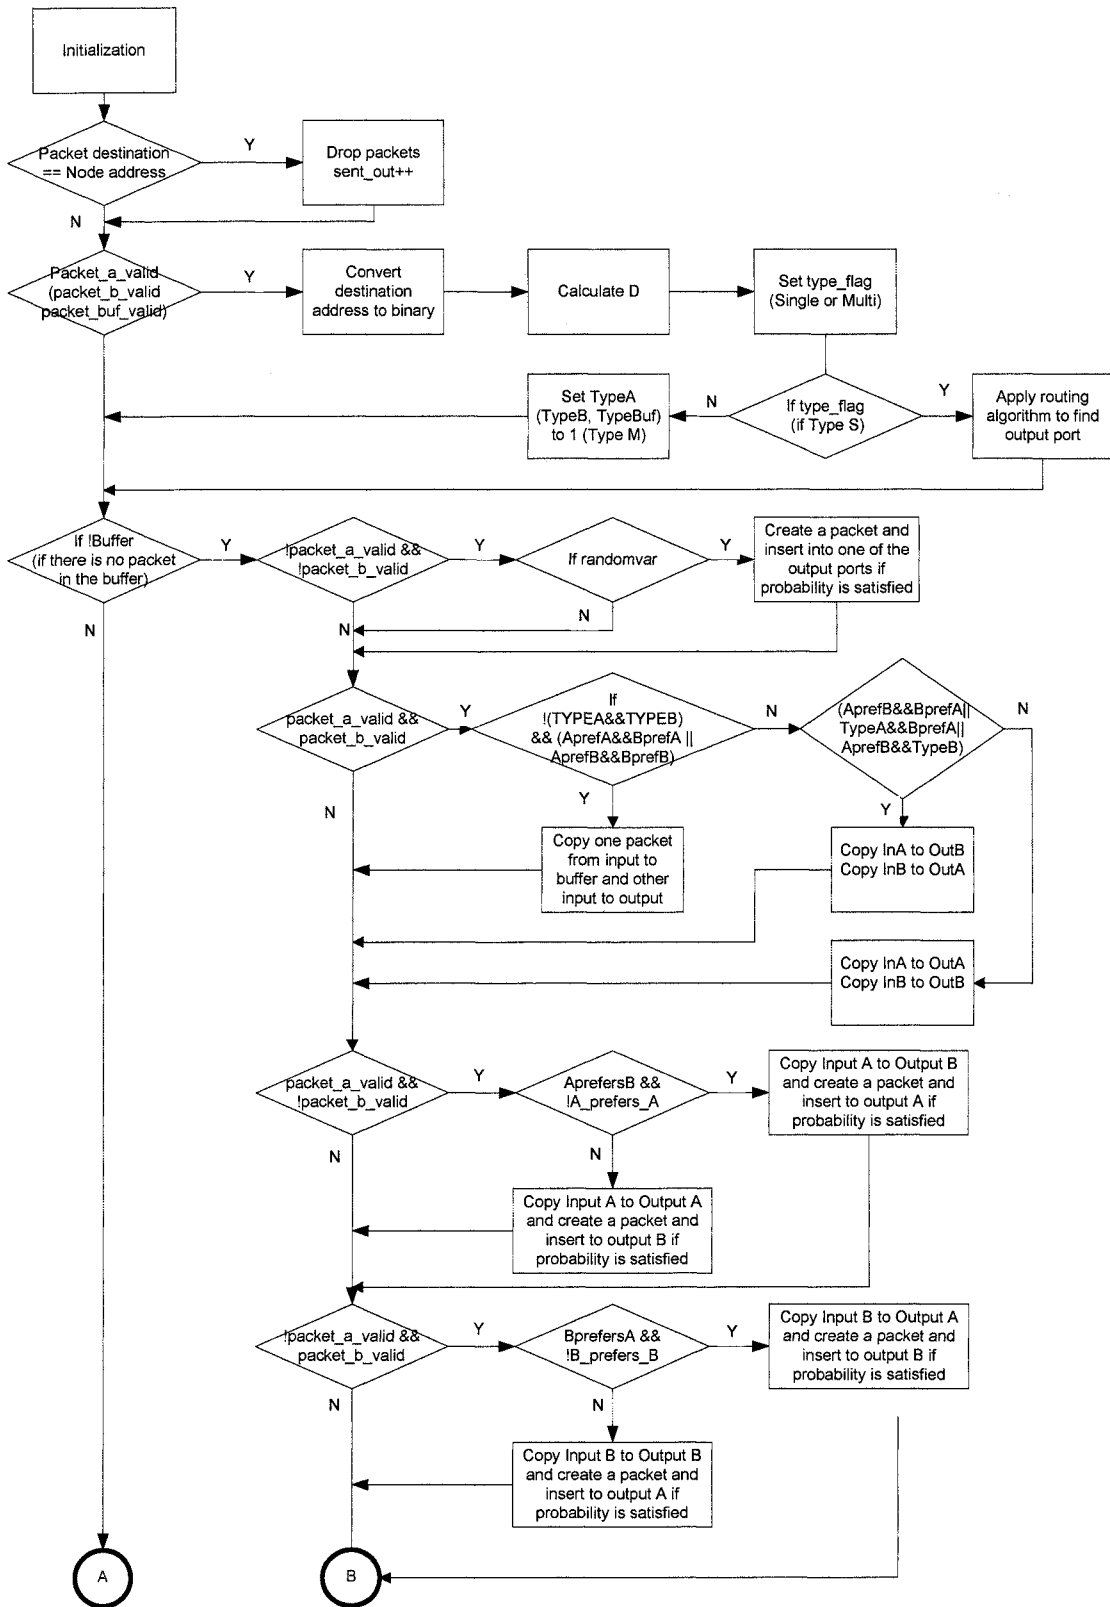 Initialization
Packet destination
== Node address
Y
Drop packets
sent_out++
N
Packet_a_valid
(packet_b_valid
packet_buf_valid)
Y
Convert
destination
address to binary
Calculate D
Set type_flag
(Single or Multi)
Set TypeA
(TypeB, TypeBuf)
to 1 (Type M)
N
If type_flag
(if Type S)
Y
Apply routing
algorithm to find
output port
If !Buffer
(if there is no packet
in the buffer)
Y
!packet_a_valid &&
!packet_b_valid
Y
If randomvar
Y
Create a packet and
insert into one of the
output ports if
probability is satisfied
N
N
N
packet_a_valid &&
packet_b_valid
Y
If
!(TYPEA&&TYPEB)
&& (AprefA&&BprefA ||
AprefB&&BprefB)
N
(AprefB&&BprefA||
TypeA&&BprefA||
AprefB&&TypeB)
N
N
Y
Y
Copy one packet
from input to
buffer and other
input to output
Copy InA to OutB
Copy InB to OutA
Copy InA to OutA
Copy InB to OutB
packet_a_valid &&
!packet_b_valid
Y
AprefersB &&
!A_prefers_A
Y
Copy Input A to Output B
and create a packet and
insert to output A if
probability is satisfied
N
N
Copy Input A to Output A
and create a packet and
insert to output B if
probability is satisfied
!packet_a_valid &&
packet_b_valid
Y
BprefersA &&
!B_prefers_B
Y
Copy Input B to Output A
and create a packet and
insert to output B if
probability is satisfied
N
N
Copy Input B to Output B
and create a packet and
insert to output A if
probability is satisfied
A
B